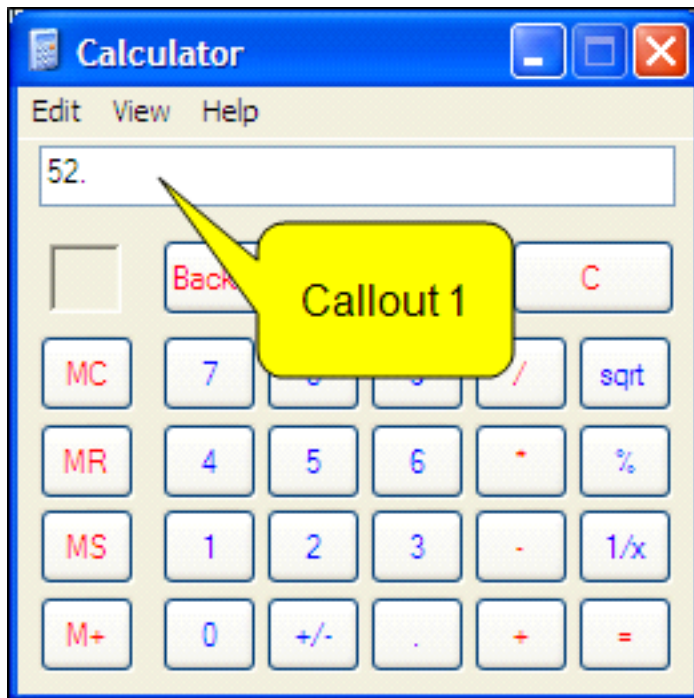 Calculator
Edit View Help
52.
Callout 1
C
MC 7 / sqrt
MR 4 5 6 * %
MS 1 2 3 - 1/x
M+ 0 +/- . + =